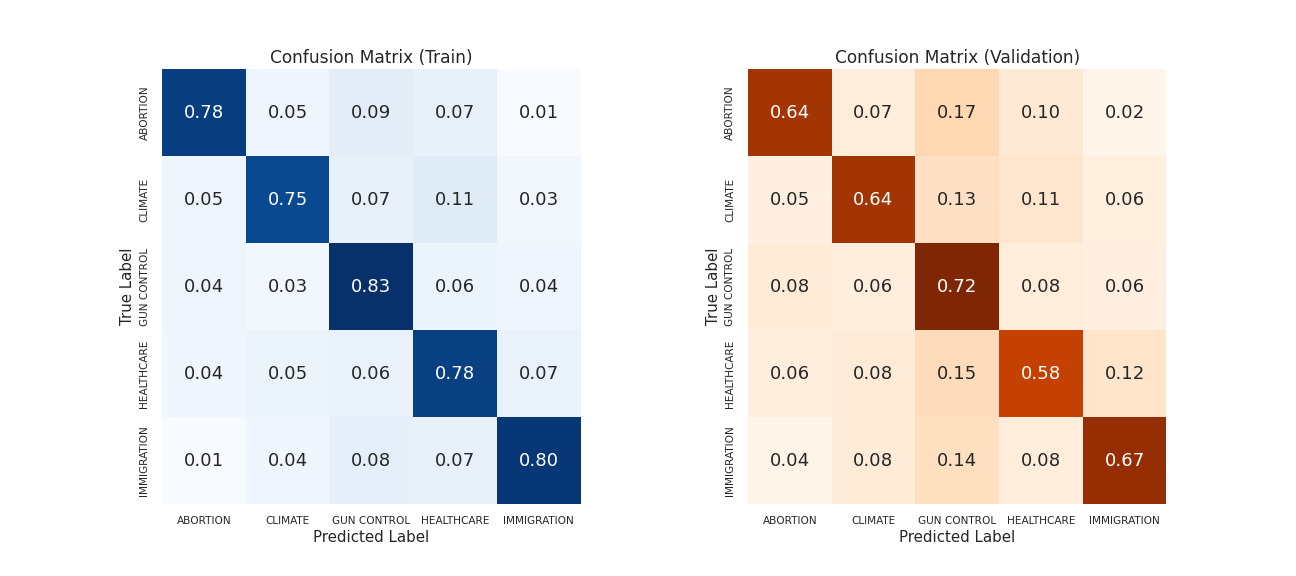 Confusion Matrix (Train)
True Label
ABORTION
0.78 0.05 0.09 0.07 0.01
CLIMATE
0.05 0.75 0.07 0.11 0.03
GUN CONTROL
0.04 0.03 0.83 0.06 0.04
HEALTHCARE
0.04 0.05 0.06 0.78 0.07
IMMIGRATION
0.01 0.04 0.08 0.07 0.80
ABORTION CLIMATE GUN CONTROL HEALTHCARE IMMIGRATION
Predicted Label
Confusion Matrix (Validation)
True Label
ABORTION
0.64 0.07 0.17 0.10 0.02
CLIMATE
0.05 0.64 0.13 0.11 0.06
GUN CONTROL
0.08 0.06 0.72 0.08 0.06
HEALTHCARE
0.06 0.08 0.15 0.58 0.12
IMMIGRATION
0.04 0.08 0.14 0.08 0.67
ABORTION CLIMATE GUN CONTROL HEALTHCARE IMMIGRATION
Predicted Label